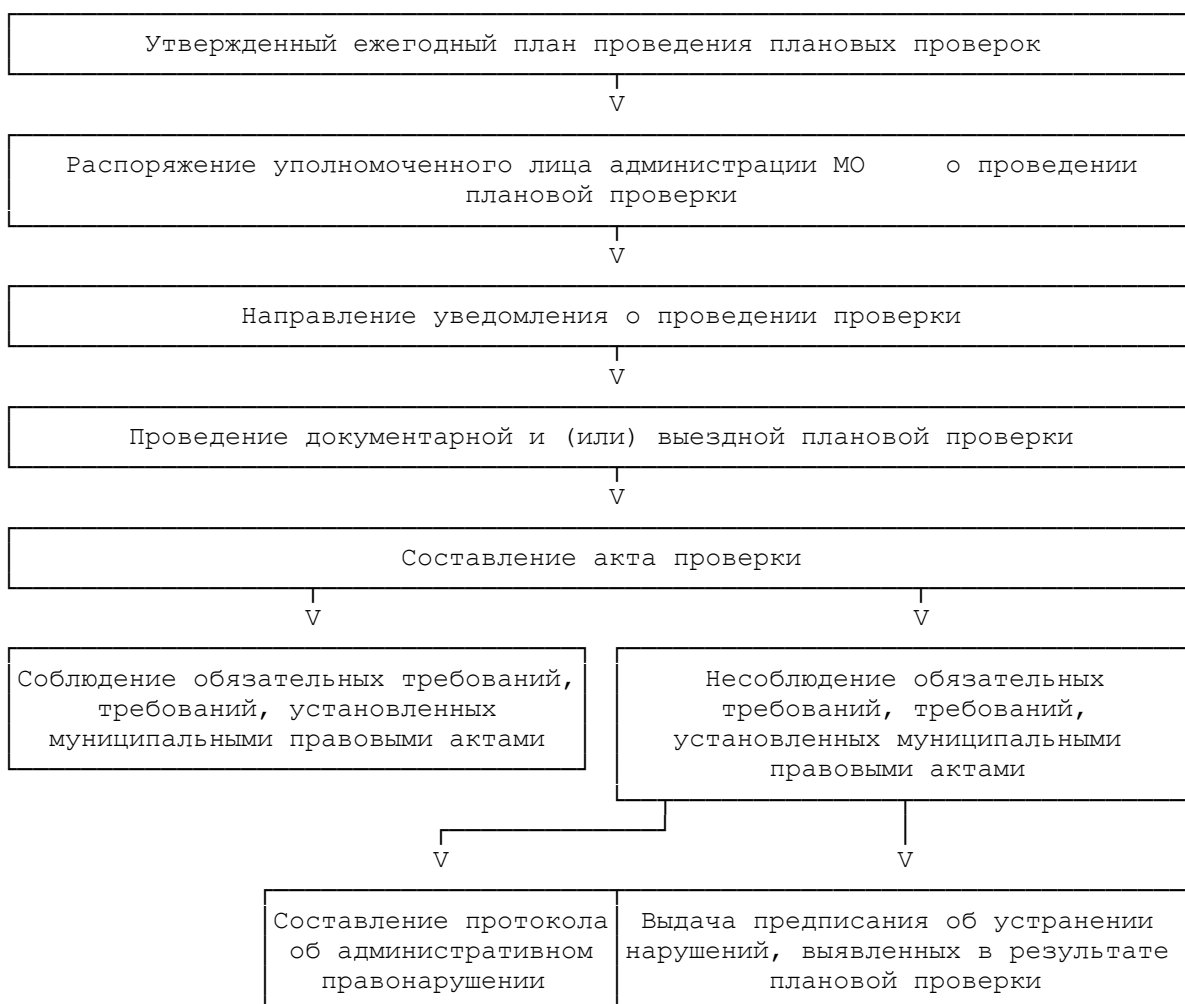 Утвержденный ежегодный план проведения плановых проверок
V
Распоряжение уполномоченного лица администрации МО о проведении
плановой проверки
V
Направление уведомления о проведении проверки
V
Проведение документарной и (или) выездной плановой проверки
V
Составление акта проверки
V V
Соблюдение обязательных требований,
требований, установленных
муниципальными правовыми актами
Несоблюдение обязательных
требований, требований,
установленных муниципальными
правовыми актами
V V
Составление протокола
об административном
правонарушении
Выдача предписания об устранении
нарушений, выявленных в результате
плановой проверки